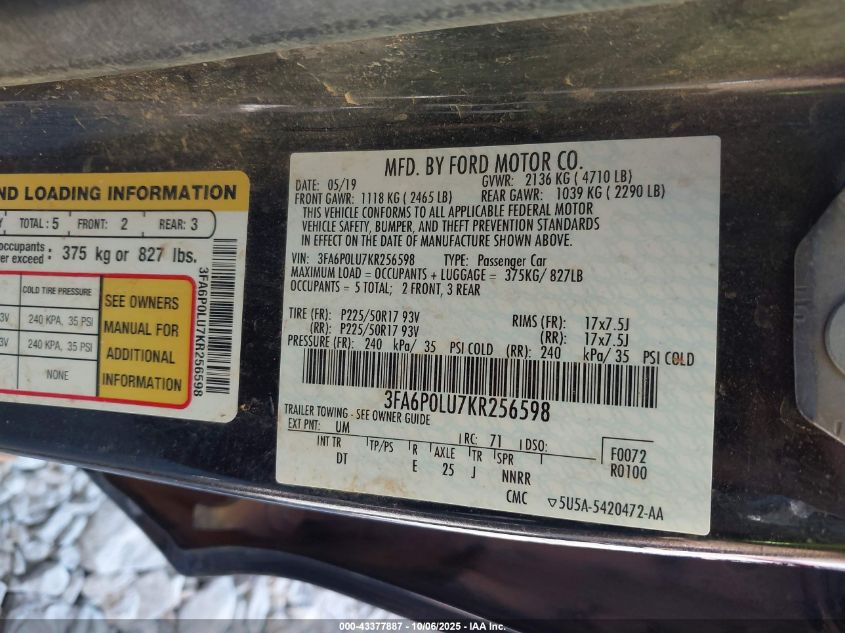 ND LOADING INFORMATION
Y TOTAL: 5 FRONT: 2 REAR: 3
occupants
er exceed: 375 kg or 827 lbs.
COLD TIRE PRESSURE
3V 240 KPA, 35 PSI
3V 240 KPA, 35 PSI
NONE
SEE OWNERS
MANUAL FOR
ADDITIONAL
INFORMATION
3FA6P0LU7KR256598
MFD. BY FORD MOTOR CO.
DATE: 05/19 GVWR: 2136 KG ( 4710 LB)
FRONT GAWR: 1118 KG ( 2465 LB) REAR GAWR: 1039 KG ( 2290 LB)
THIS VEHICLE CONFORMS TO ALL APPLICABLE FEDERAL MOTOR
VEHICLE SAFETY, BUMPER, AND THEFT PREVENTION STANDARDS
IN EFFECT ON THE DATE OF MANUFACTURE SHOWN ABOVE.
VIN: 3FA6P0LU7KR256598 TYPE: Passenger Car
MAXIMUM LOAD = OCCUPANTS + LUGGAGE = 375KG/ 827LB
OCCUPANTS = 5 TOTAL; 2 FRONT, 3 REAR
TIRE (FR): P225/50R17 93V RIMS (FR): 17x7.5J
(RR): P225/50R17 93V (RR): 17x7.5J
PRESSURE (FR): 240 kPa/ 35 PSI COLD (RR): 240 kPa/ 35 PSI COLD
3FA6P0LU7KR256598
TRAILER TOWING - SEE OWNER GUIDE
EXT PNT: UM RC: 71 DSO: F0072
INT TR TP/PS R AXLE TR SPR R0100
DT E 25 J NNRR
CMC ▽5U5A-5420472-AA
000-43377887 - 10/06/2025 - IAA Inc.